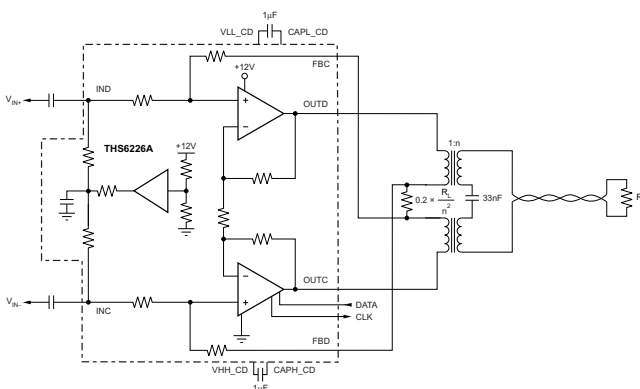 1µF
VLL_CD
CAPL_CD
FBC
+12V
IND
V_IN+
OUTD
THS6226A
+12V
1:n
0.2 × R_L / 2
n
33nF
R
OUTC
V_IN–
INC
DATA
CLK
FBD
VHH_CD
CAPH_CD
1µF